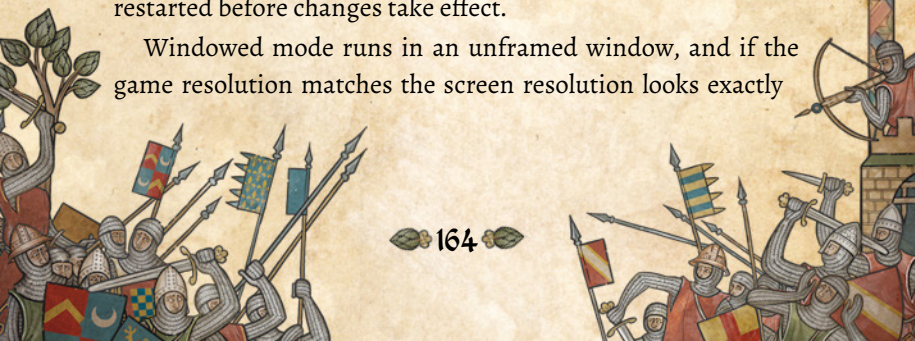 restarted before changes take effect.
Windowed mode runs in an unframed window, and if the
game resolution matches the screen resolution looks exactly
164